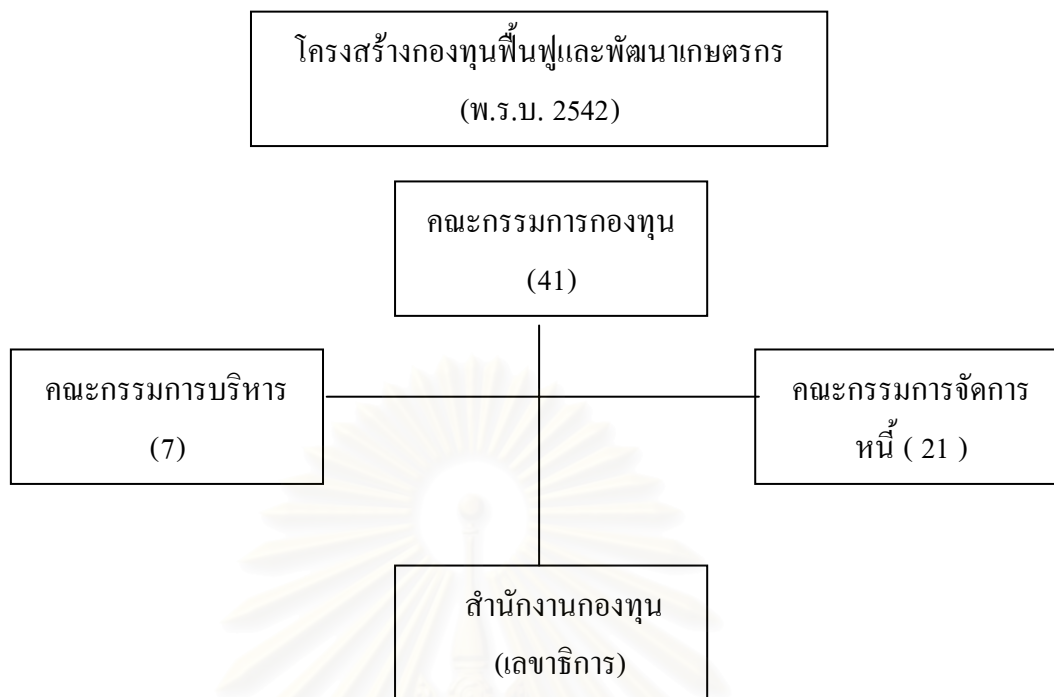 โครงสร้างกองทุนฟื้นฟูและพัฒนาเกษตรกร
(พ.ร.บ. 2542)
คณะกรรมการกองทุน
(41)
คณะกรรมการบริหาร
(7)
คณะกรรมการจัดการ
หนี้ ( 21 )
สำนักงานกองทุน
(เลขาธิการ)